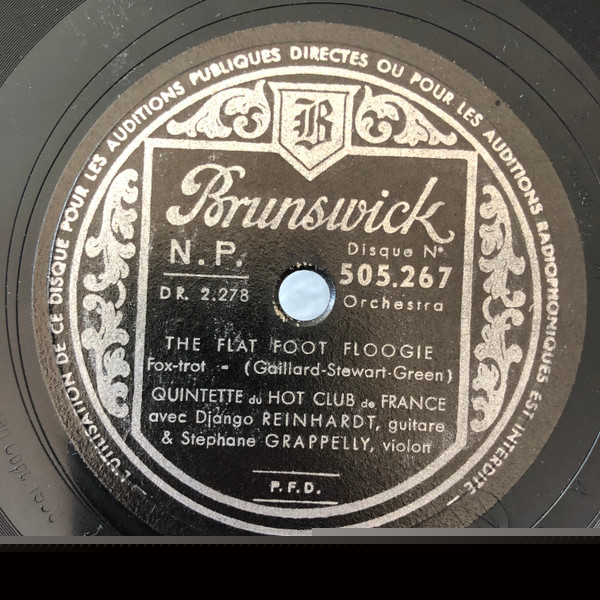 L'UTILISATION DE CE DISQUE POUR LES AUDITIONS PUBLIQUES DIRECTES OU POUR LES AUDITIONS RADIOPHONIQUES EST INTERDITE
B
Brunswick
N.P.
Disque Nº
505.267
DR. 2.278
Orchestra
THE FLAT FOOT FLOOGIE
Fox-trot - (Gaillard-Stewart-Green)
QUINTETTE du HOT CLUB de FRANCE
avec Django REINHARDT, guitare
& Stephane GRAPPELLY, violon
P.F.D.